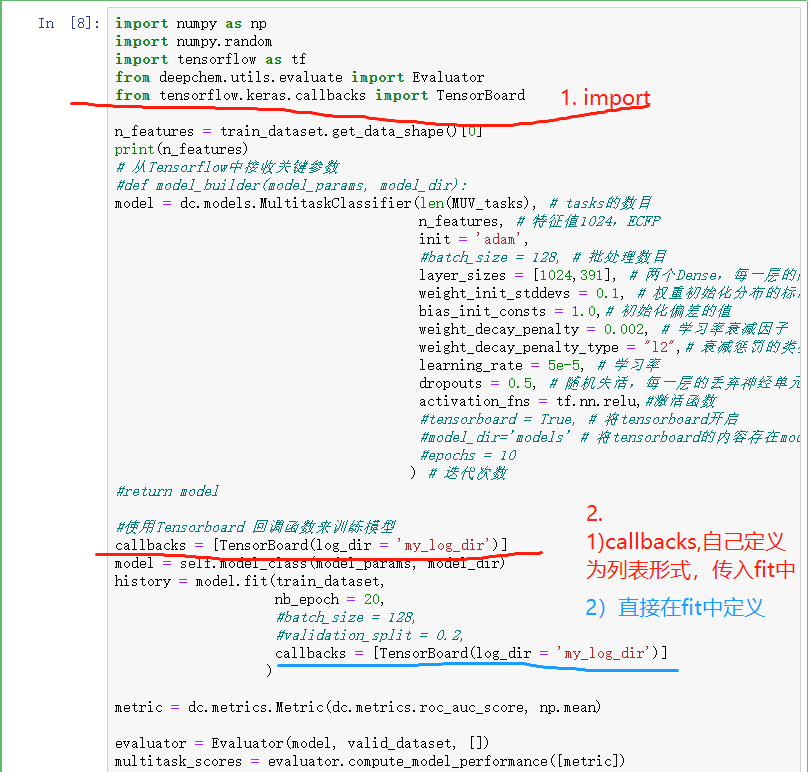 In [8]:
import numpy as np
import numpy.random
import tensorflow as tf
from deepchem.utils.evaluate import Evaluator
from tensorflow.keras.callbacks import TensorBoard
1. import
n_features = train_dataset.get_data_shape()[0]
print(n_features)
# 从Tensorflow中接收关键参数
#def model_builder(model_params, model_dir):
model = dc.models.MultitaskClassifier(len(MUV_tasks), # tasks的数目
n_features, # 特征值1024，ECFP
init = 'adam',
#batch_size = 128, # 批处理数目
layer_sizes = [1024,391], # 两个Dense，每一层的
weight_init_stddevs = 0.1, # 权重初始化分布的标
bias_init_consts = 1.0,# 初始化偏差的值
weight_decay_penalty = 0.002, # 学习率衰减因子
weight_decay_penalty_type = "l2",# 衰减惩罚的类
learning_rate = 5e-5, # 学习率
dropouts = 0.5, # 随机失活，每一层的丢弃神经单元
activation_fns = tf.nn.relu,#激活函数
#tensorboard = True, # 将tensorboard开启
#model_dir='models' # 将tensorboard的内容存在mod
#epochs = 10
) # 迭代次数
#return model
#使用Tensorboard 回调函数来训练模型
callbacks = [TensorBoard(log_dir = 'my_log_dir')]
model = self.model_class(model_params, model_dir)
history = model.fit(train_dataset,
nb_epoch = 20,
#batch_size = 128,
#validation_split = 0.2,
callbacks = [TensorBoard(log_dir = 'my_log_dir')]
)
2.
1)callbacks,自己定义
为列表形式，传入fit中
2）直接在fit中定义
metric = dc.metrics.Metric(dc.metrics.roc_auc_score, np.mean)
evaluator = Evaluator(model, valid_dataset, [])
multitask_scores = evaluator.compute_model_performance([metric])